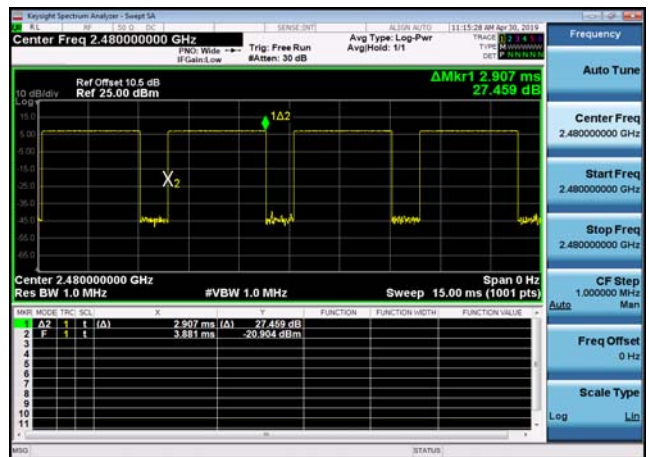 Keysight Spectrum Analyzer - Swept SA
RL RF 50 Ω DC SENSE:INT ALIGN AUTO 11:15:28 AM Apr 30, 2019
Center Freq 2.480000000 GHz
PNO: Wide
IFGain:Low
Trig: Free Run
#Atten: 30 dB
Avg Type: Log-Pwr
Avg|Hold: 1/1
TRACE 1 2 3 4 5 6
TYPE MWWWWW
DET P NNNNN
ΔMkr1 2.907 ms
27.459 dB
Ref Offset 10.5 dB
10 dB/div Ref 25.00 dBm
Log
15.0
5.00
-5.00
-15.0
-25.0
-35.0
-45.0
-55.0
-65.0
1Δ2
X2
Center 2.480000000 GHz Span 0 Hz
Res BW 1.0 MHz #VBW 1.0 MHz Sweep 15.00 ms (1001 pts)
MKR MODE TRC SCL X Y FUNCTION FUNCTION WIDTH FUNCTION VALUE
1 Δ2 1 t (Δ) 2.907 ms (Δ) 27.459 dB
2 F 1 t 3.881 ms -20.904 dBm
3
4
5
6
7
8
9
10
11
MSG STATUS
Frequency
Auto Tune
Center Freq
2.480000000 GHz
Start Freq
2.480000000 GHz
Stop Freq
2.480000000 GHz
CF Step
1.000000 MHz
Auto Man
Freq Offset
0 Hz
Scale Type
Log Lin